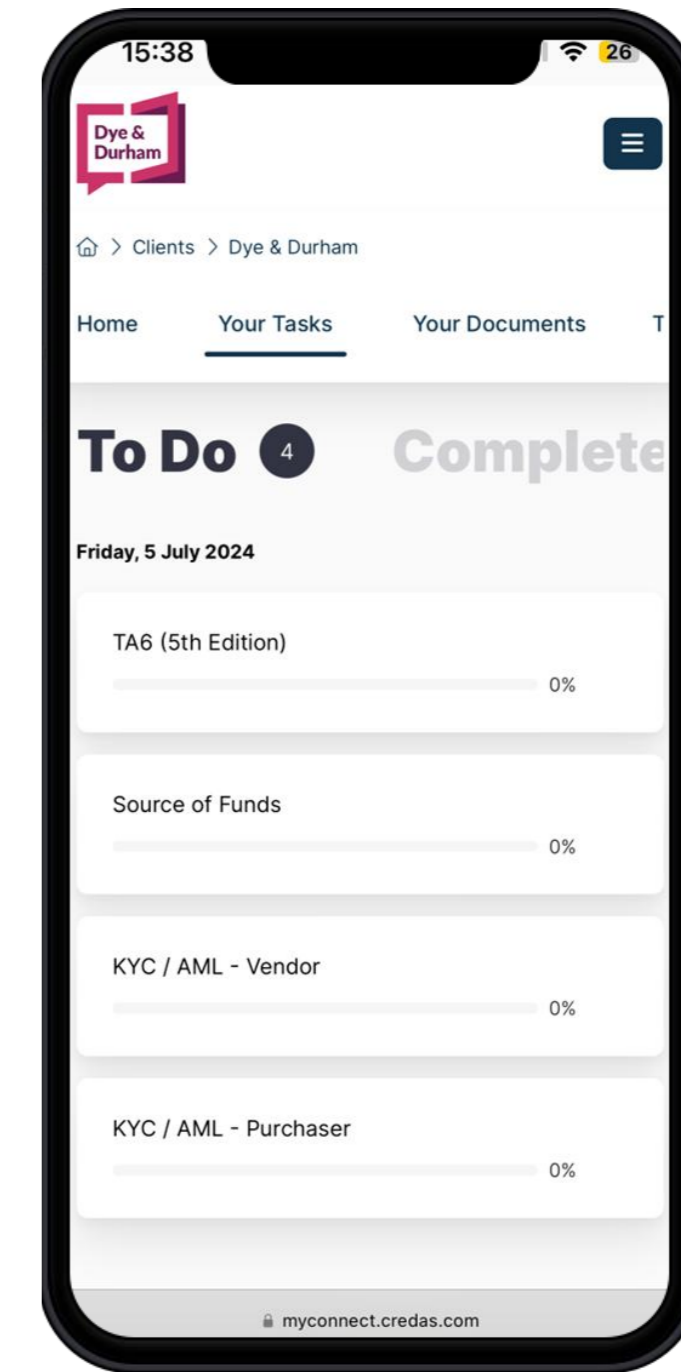 15:38
26
Dye &
Durham
Clients > Dye & Durham
Home Your Tasks Your Documents T
To Do 4 Complete
Friday, 5 July 2024
TA6 (5th Edition)
0%
Source of Funds
0%
KYC / AML - Vendor
0%
KYC / AML - Purchaser
0%
myconnect.credas.com